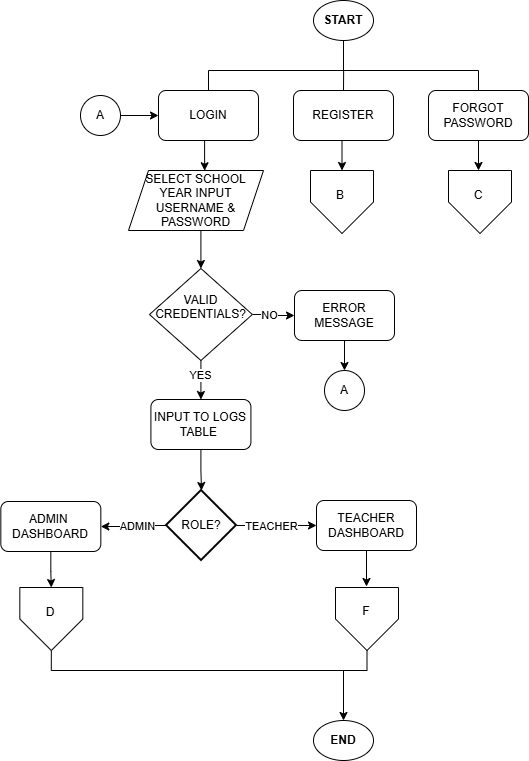 START
A
LOGIN
REGISTER
FORGOT
PASSWORD
SELECT SCHOOL
YEAR INPUT
USERNAME &
PASSWORD
B
C
VALID
CREDENTIALS?
NO
ERROR
MESSAGE
YES
A
INPUT TO LOGS
TABLE
ADMIN
DASHBOARD
ADMIN
ROLE?
TEACHER
TEACHER
DASHBOARD
D
F
END